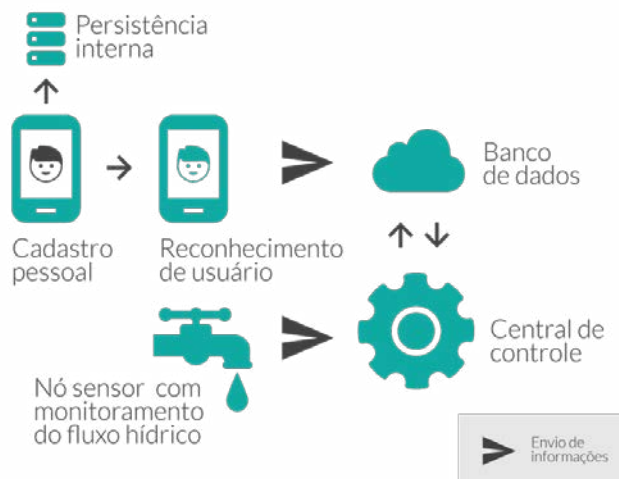 Persistência
interna
Cadastro
pessoal
Reconhecimento
de usuário
Banco
de dados
Nó sensor com
monitoramento
do fluxo hídrico
Central de
controle
Envio de
informações